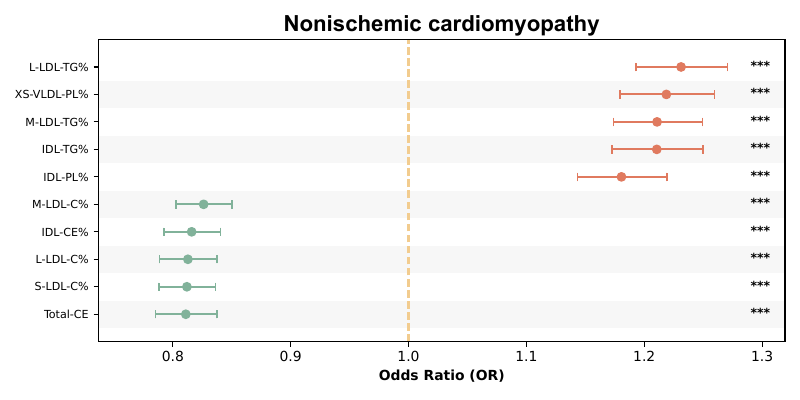 Nonischemic cardiomyopathy
L-LDL-TG% ***
XS-VLDL-PL% ***
M-LDL-TG% ***
IDL-TG% ***
IDL-PL% ***
M-LDL-C% ***
IDL-CE% ***
L-LDL-C% ***
S-LDL-C% ***
Total-CE ***
0.8 0.9 1.0 1.1 1.2 1.3
Odds Ratio (OR)